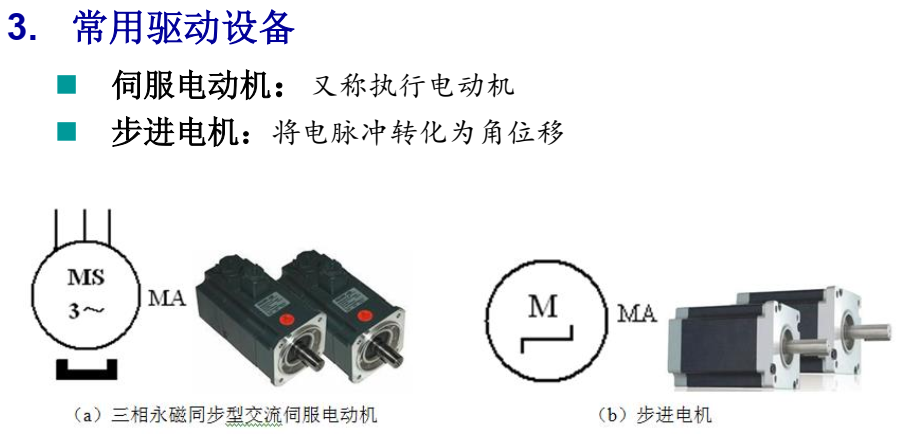 3. 常用驱动设备
伺服电动机：又称执行电动机
步进电机：将电脉冲转化为角位移
MS
3～
MA
M
MA
（a）三相永磁同步型交流伺服电动机
（b）步进电机